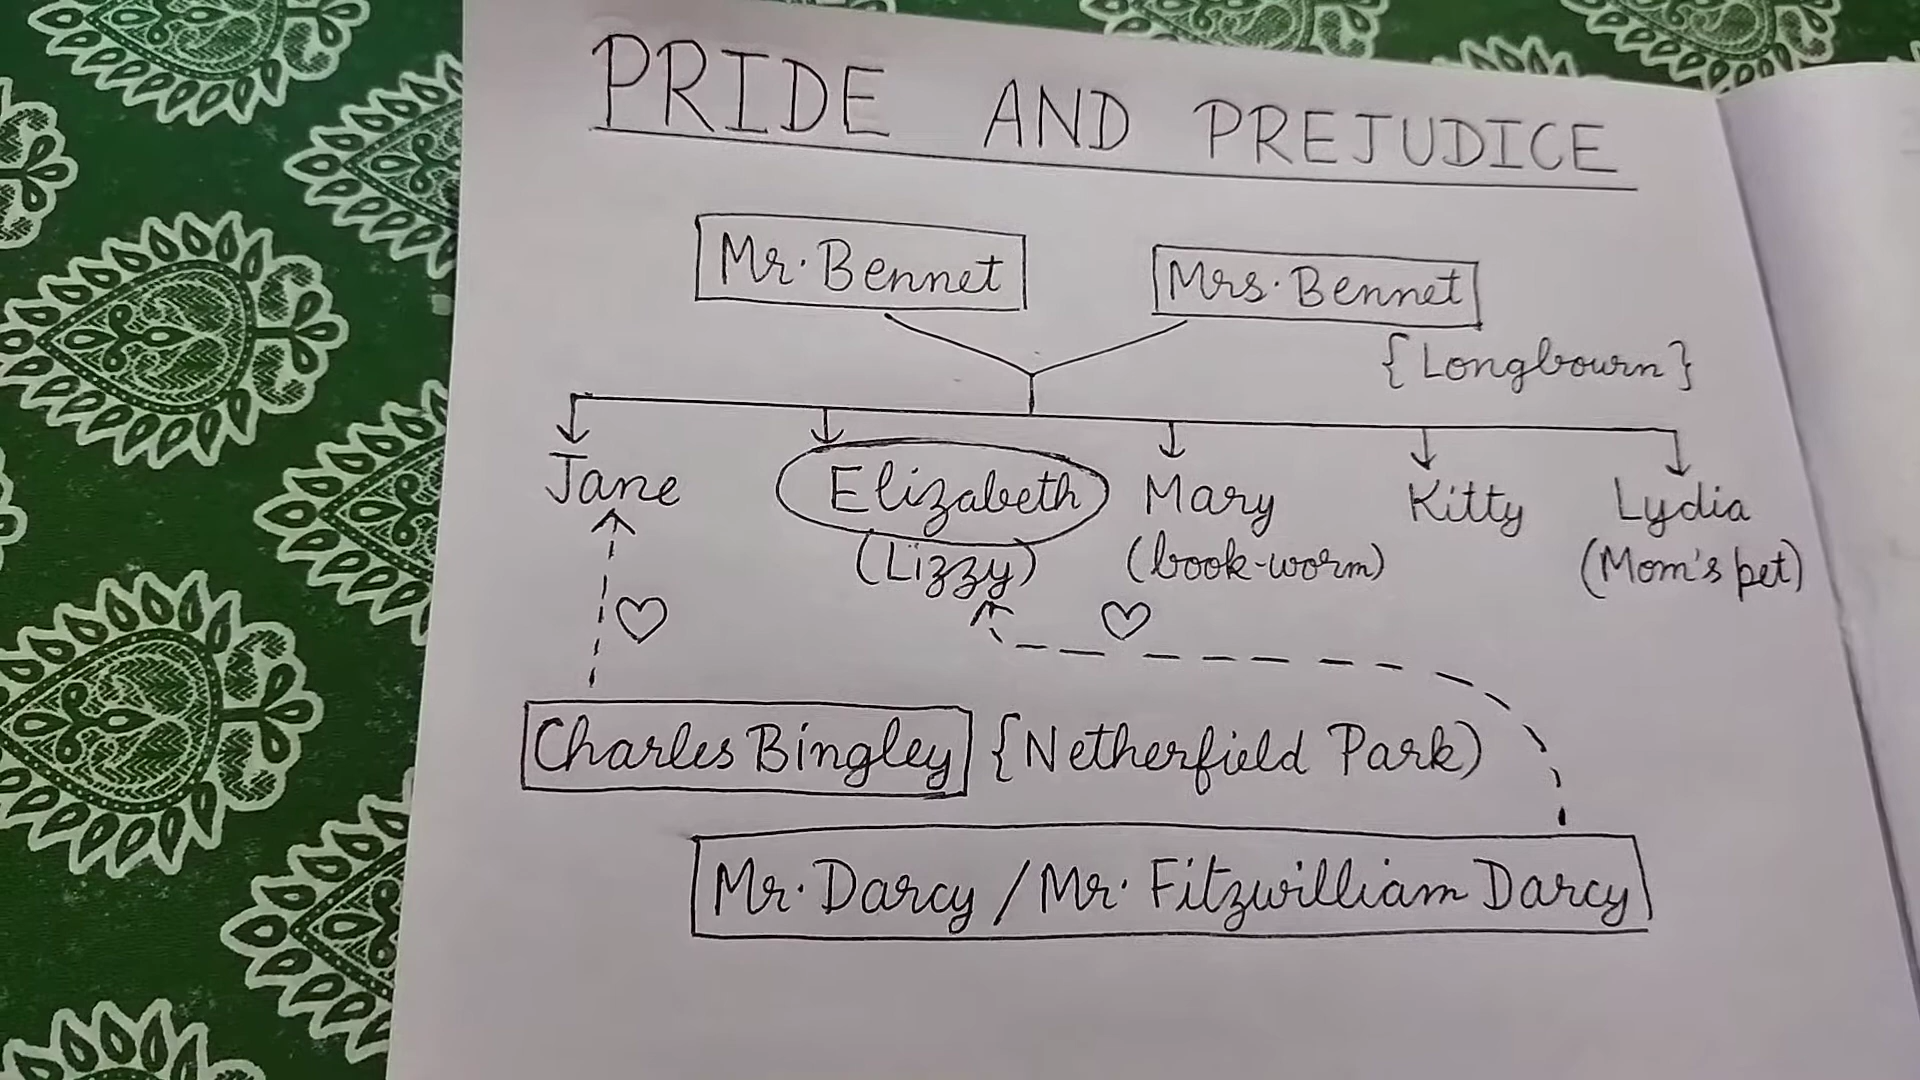 PRIDE AND PREJUDICE
Mr. Bennet
Mrs. Bennet
{Longbourn}
Jane
Elizabeth
Mary
Kitty
Lydia
(Lizzy)
(book-worm)
(Mom's pet)
Charles Bingley {Netherfield Park)
Mr. Darcy / Mr. Fitzwilliam Darcy